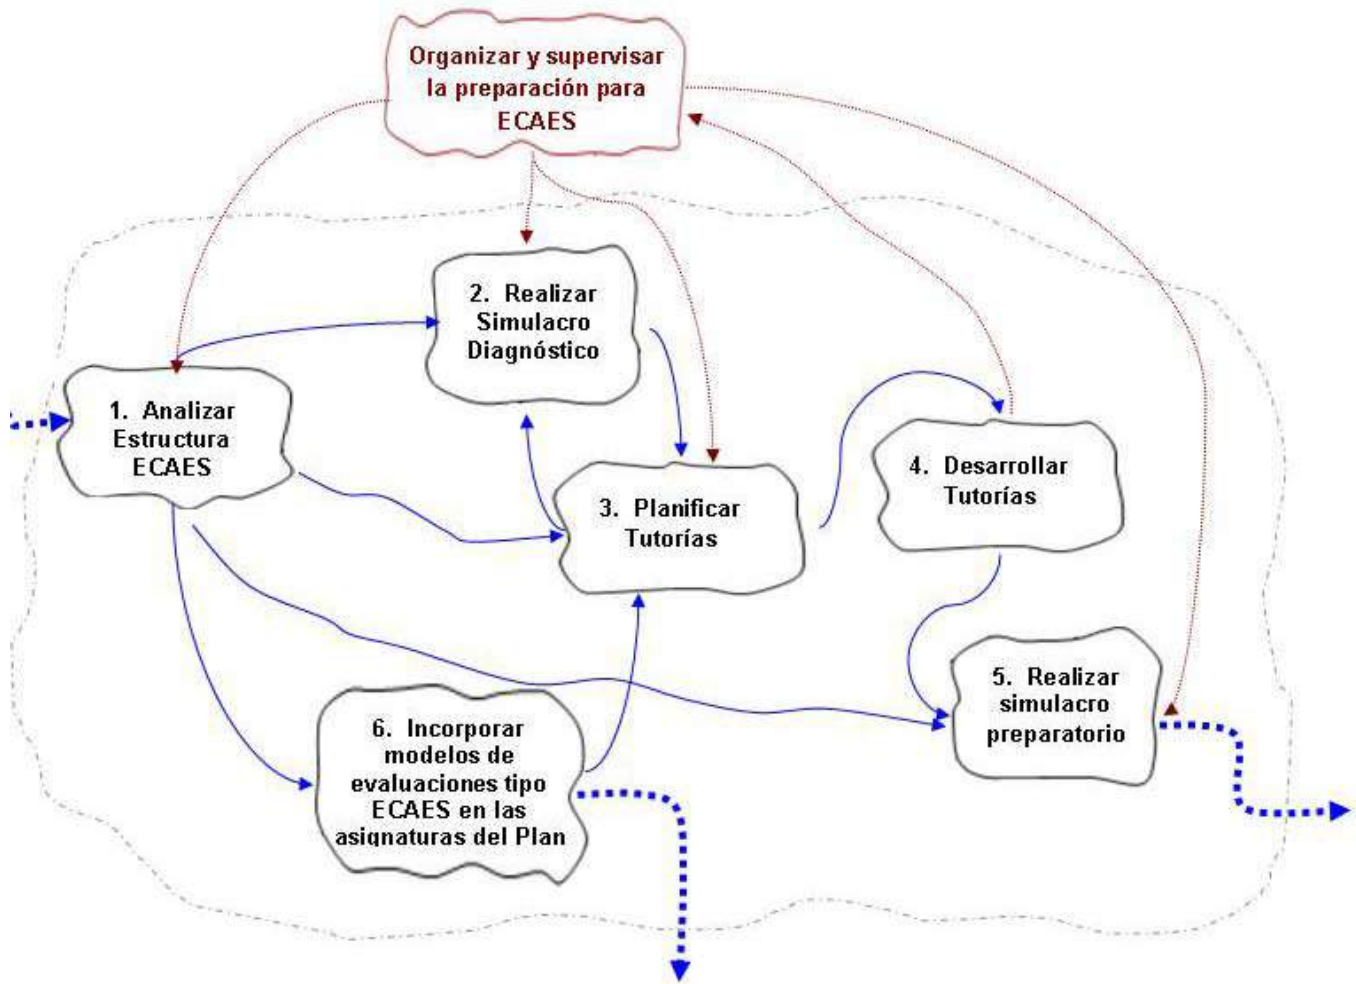 Organizar y supervisar
la preparación para
ECAES
2. Realizar
Simulacro
Diagnóstico
1. Analizar
Estructura
ECAES
3. Planificar
Tutorías
4. Desarrollar
Tutorías
5. Realizar
simulacro
preparatorio
6. Incorporar
modelos de
evaluaciones tipo
ECAES en las
asignaturas del Plan